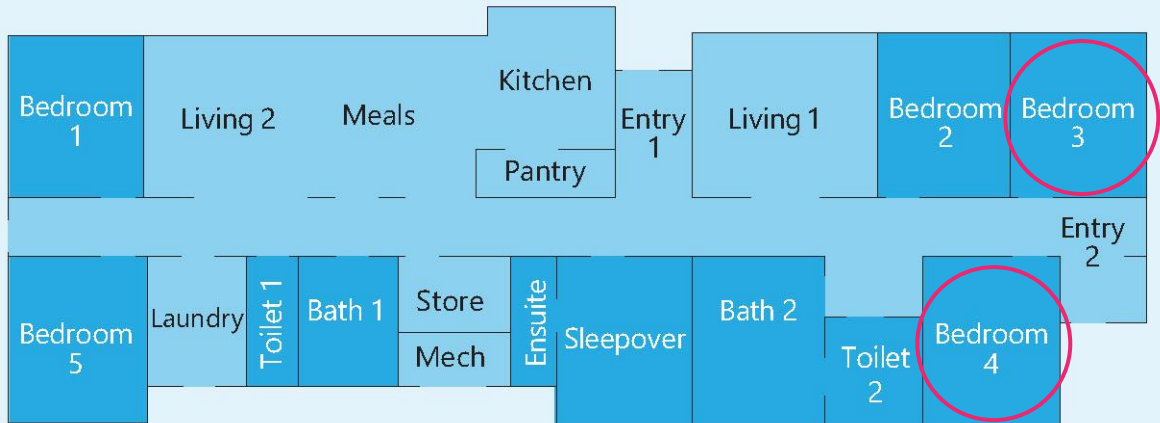 Bedroom
1
Living 2
Meals
Kitchen
Pantry
Entry
1
Living 1
Bedroom
2
Bedroom
3
Entry
2
Bedroom
5
Laundry
Toilet 1
Bath 1
Store
Mech
Ensuite
Sleepover
Bath 2
Toilet
2
Bedroom
4